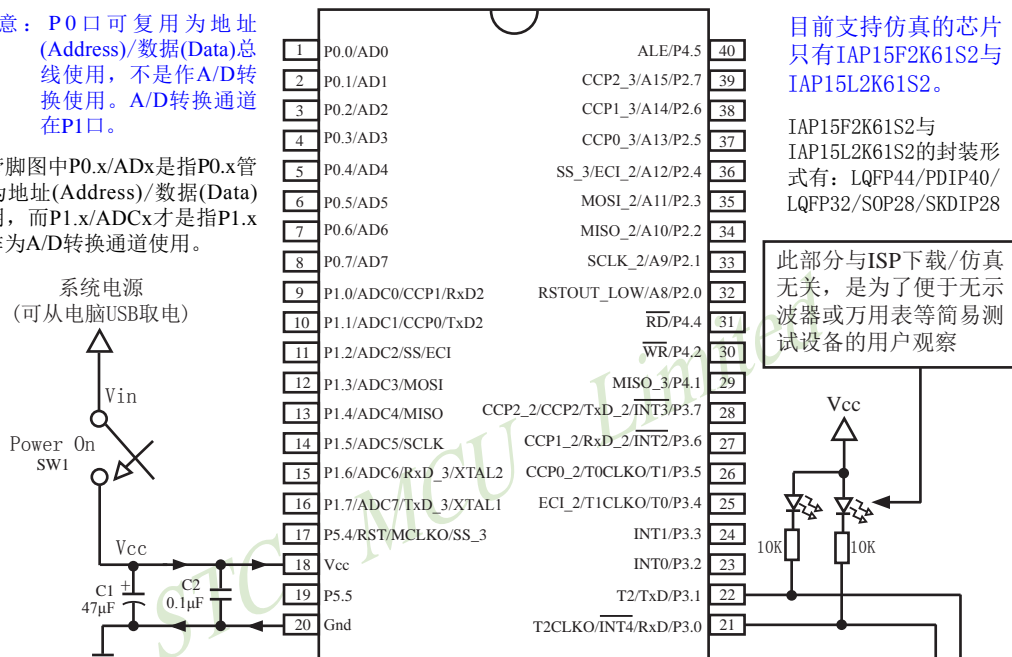 意：P0口可复用为地址
(Address)/数据(Data)总
线使用，不是作A/D转
换使用。A/D转换通道
在P1口。
脚图中P0.x/ADx是指P0.x管
为地址(Address)/数据(Data)
用，而P1.x/ADCx才是指P1.x
作为A/D转换通道使用。
系统电源
(可从电脑USB取电)
Vin
Power On
SW1
Vcc
C1
+
47μF
C2
0.1μF
1 P0.0/AD0
2 P0.1/AD1
3 P0.2/AD2
4 P0.3/AD3
5 P0.4/AD4
6 P0.5/AD5
7 P0.6/AD6
8 P0.7/AD7
9 P1.0/ADC0/CCP1/RxD2
10 P1.1/ADC1/CCP0/TxD2
11 P1.2/ADC2/SS/ECI
12 P1.3/ADC3/MOSI
13 P1.4/ADC4/MISO
14 P1.5/ADC5/SCLK
15 P1.6/ADC6/RxD_3/XTAL2
16 P1.7/ADC7/TxD_3/XTAL1
17 P5.4/RST/MCLKO/SS_3
18 Vcc
19 P5.5
20 Gnd
ALE/P4.5 40
CCP2_3/A15/P2.7 39
CCP1_3/A14/P2.6 38
CCP0_3/A13/P2.5 37
SS_3/ECI_2/A12/P2.4 36
MOSI_2/A11/P2.3 35
MISO_2/A10/P2.2 34
SCLK_2/A9/P2.1 33
RSTOUT_LOW/A8/P2.0 32
RD/P4.4 31
WR/P4.2 30
MISO_3/P4.1 29
CCP2_2/CCP2/TxD_2/INT3/P3.7 28
CCP1_2/RxD_2/INT2/P3.6 27
CCP0_2/T0CLKO/T1/P3.5 26
ECI_2/T1CLKO/T0/P3.4 25
INT1/P3.3 24
INT0/P3.2 23
T2/TxD/P3.1 22
T2CLKO/INT4/RxD/P3.0 21
STC MCU Limited
目前支持仿真的芯片
只有IAP15F2K61S2与
IAP15L2K61S2。
IAP15F2K61S2与
IAP15L2K61S2的封装形
式有：LQFP44/PDIP40/
LQFP32/SOP28/SKDIP28
此部分与ISP下载/仿真
无关，是为了便于无示
波器或万用表等简易测
试设备的用户观察
Vcc
10K
10K